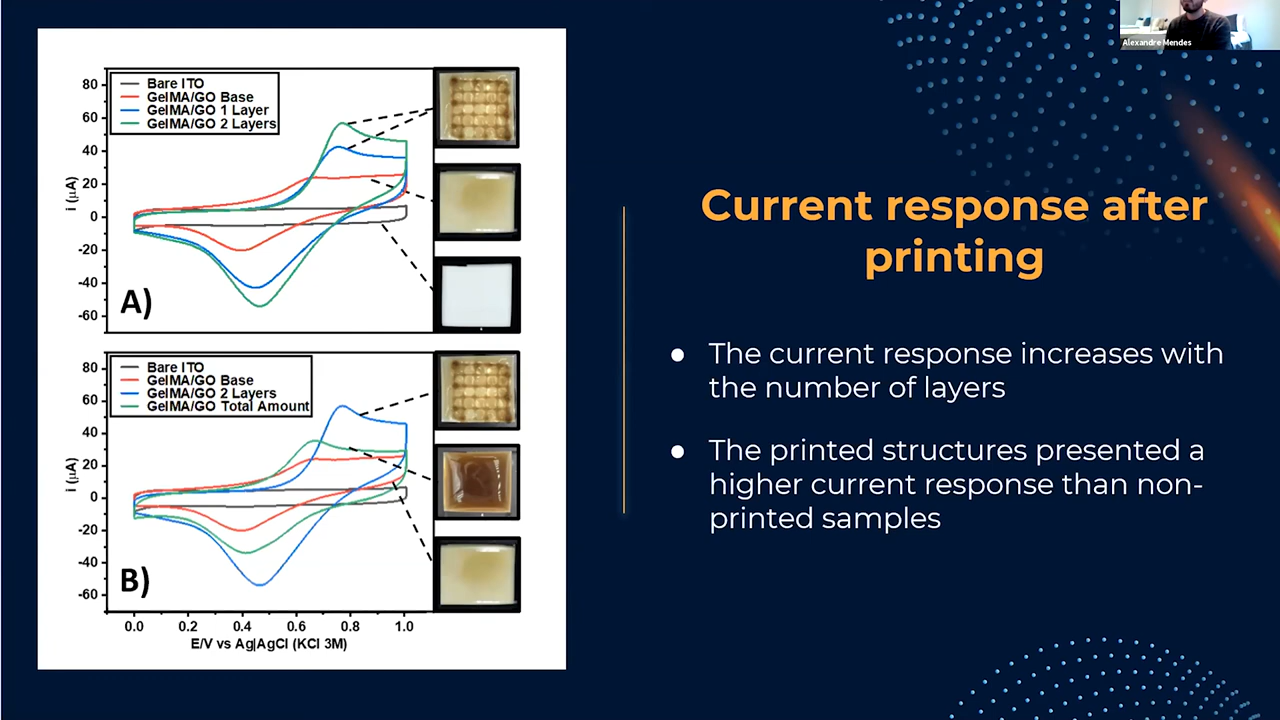 Alexandre Mendes
Bare ITO
GelMA/GO Base
GelMA/GO 1 Layer
GelMA/GO 2 Layers
80
60
40
20
0
-20
-40
-60
i (µA)
A)
Bare ITO
GelMA/GO Base
GelMA/GO 2 Layers
GelMA/GO Total Amount
80
60
40
20
0
-20
-40
-60
i (µA)
B)
0.0 0.2 0.4 0.6 0.8 1.0
E/V vs Ag|AgCl (KCl 3M)
Current response after
printing
● The current response increases with
the number of layers
● The printed structures presented a
higher current response than non-
printed samples